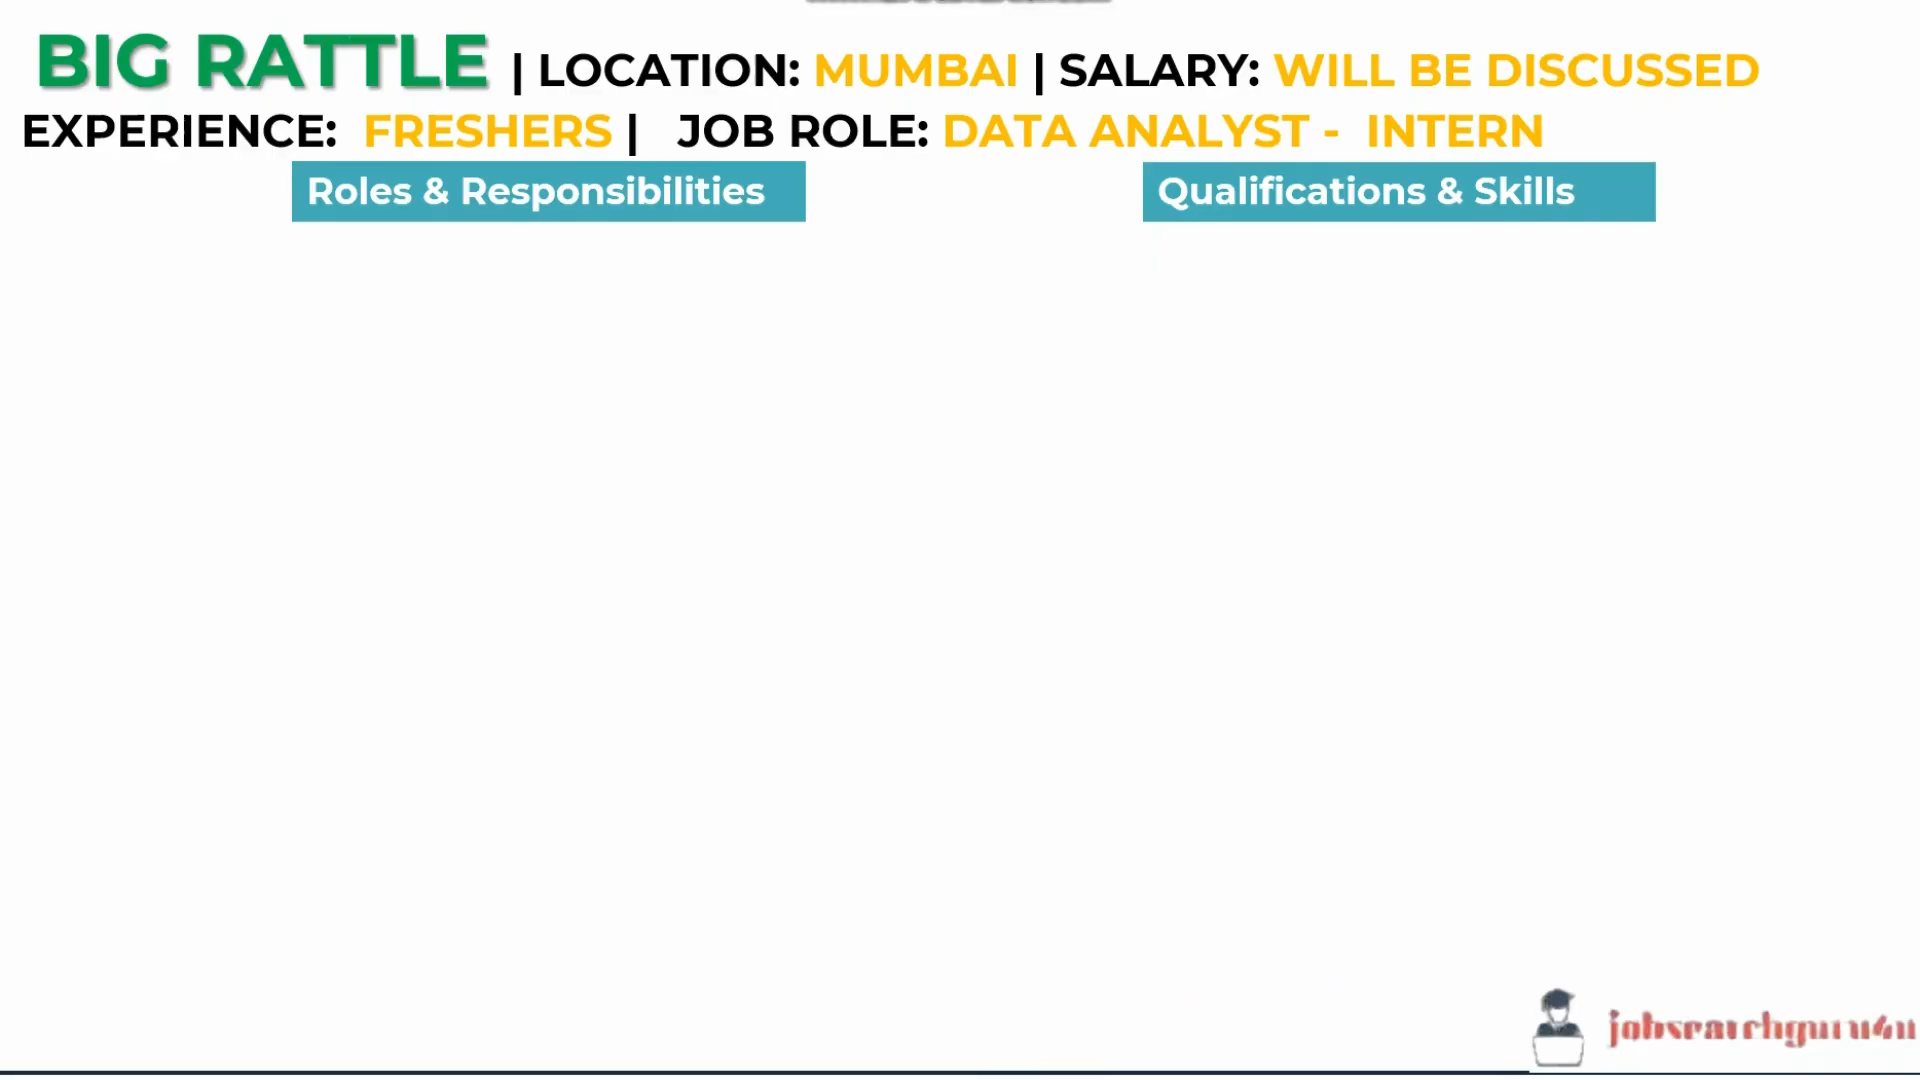 BIG RATTLE | LOCATION: MUMBAI | SALARY: WILL BE DISCUSSED
EXPERIENCE: FRESHERS | JOB ROLE: DATA ANALYST - INTERN
Roles & Responsibilities
Qualifications & Skills